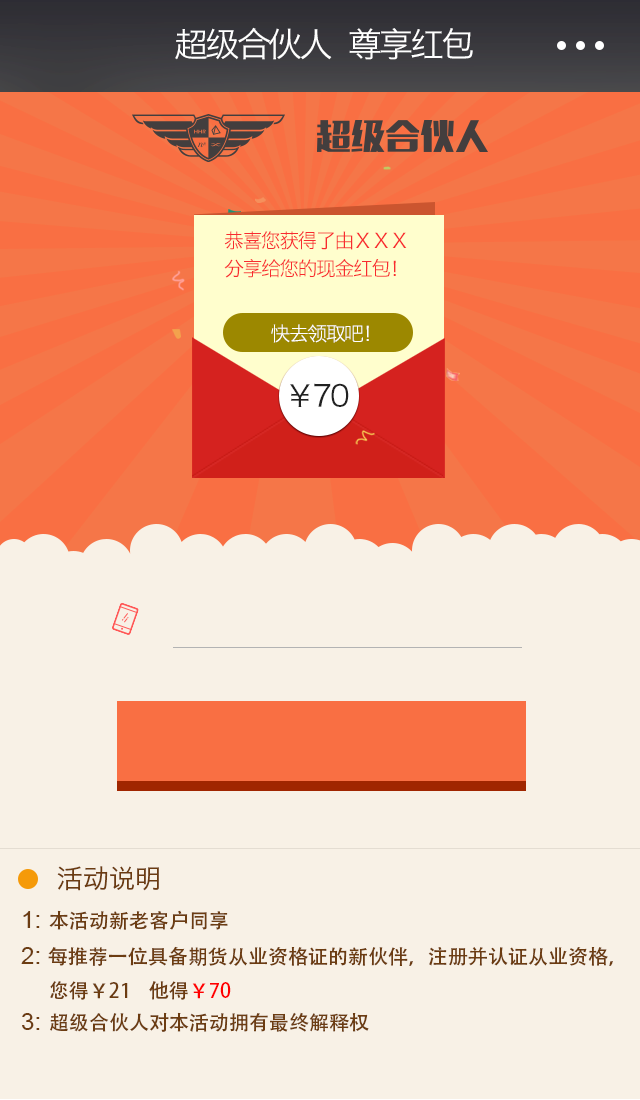 超级合伙人 尊享红包
超级合伙人
恭喜您获得了由XXX
分享给您的现金红包!
快去领取吧!
¥70
活动说明
1: 本活动新老客户同享
2: 每推荐一位具备期货从业资格证的新伙伴，注册并认证从业资格,
您得¥21 他得¥70
3: 超级合伙人对本活动拥有最终解释权